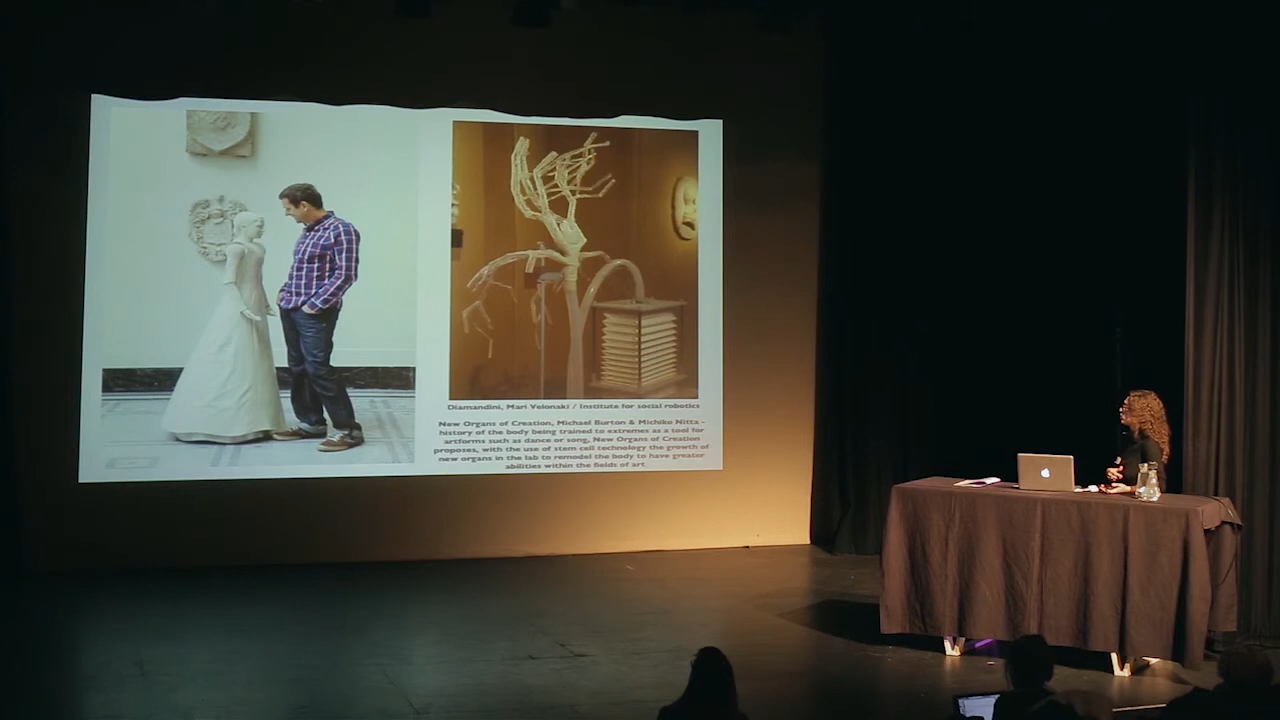 Diamandini, Mari Velonaki / Institute for social robotics
New Organs of Creation, Michael Burton & Michiko Nitta -
history of the body being trained to extremes as a tool for
artforms such as dance or song, New Organs of Creation
proposes, with the use of stem cell technology the growth of
new organs in the lab to remodel the body to have greater
abilities within the fields of art